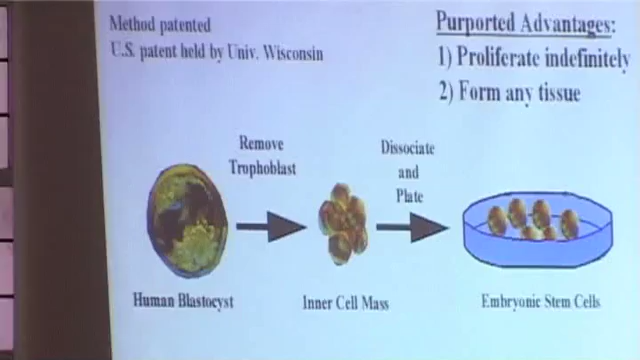 Method patented
U.S. patent held by Univ. Wisconsin
Purported Advantages:
1) Proliferate indefinitely
2) Form any tissue
Remove
Trophoblast
Dissociate
and
Plate
Human Blastocyst
Inner Cell Mass
Embryonic Stem Cells